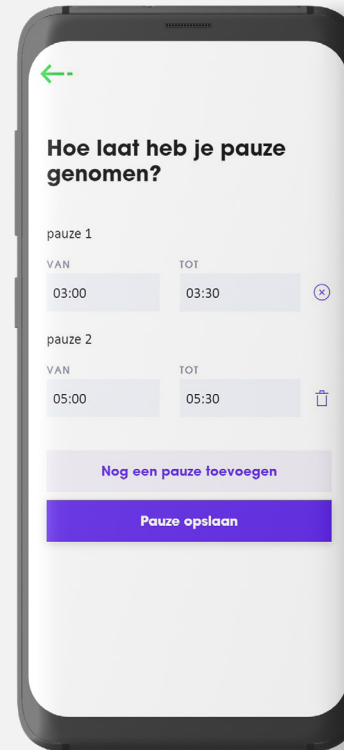 Hoe laat heb je pauze
genomen?
pauze 1
VAN TOT
03:00 03:30
pauze 2
VAN TOT
05:00 05:30
Nog een pauze toevoegen
Pauze opslaan